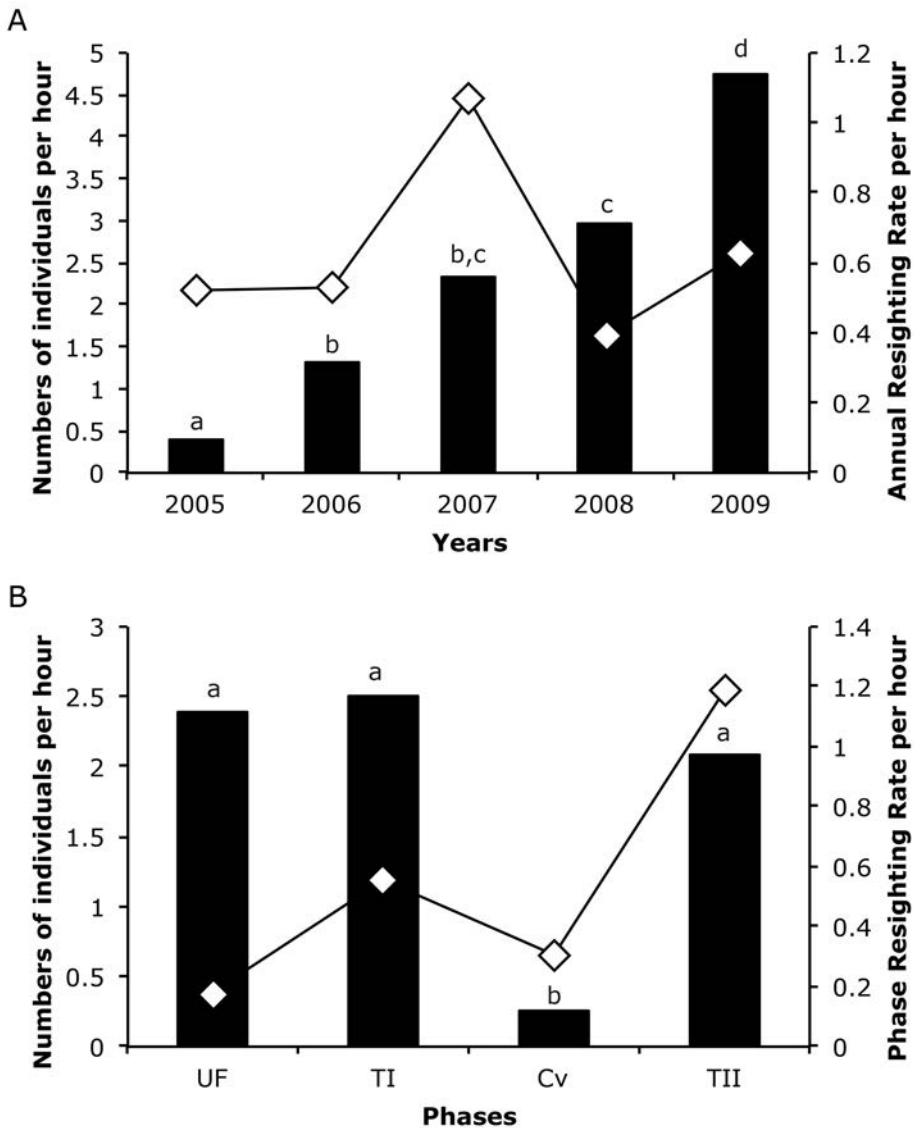 A
Numbers of individuals per hour
5
4.5
4
3.5
3
2.5
2
1.5
1
0.5
0
a
b
b,c
c
d
1.2
1
0.8
0.6
0.4
0.2
0
Annual Resighting Rate per hour
2005 2006 2007 2008 2009
Years
B
Numbers of individuals per hour
3
2.5
2
1.5
1
0.5
0
a
a
b
a
1.4
1.2
1
0.8
0.6
0.4
0.2
0
Phase Resighting Rate per hour
UF TI Cv TII
Phases